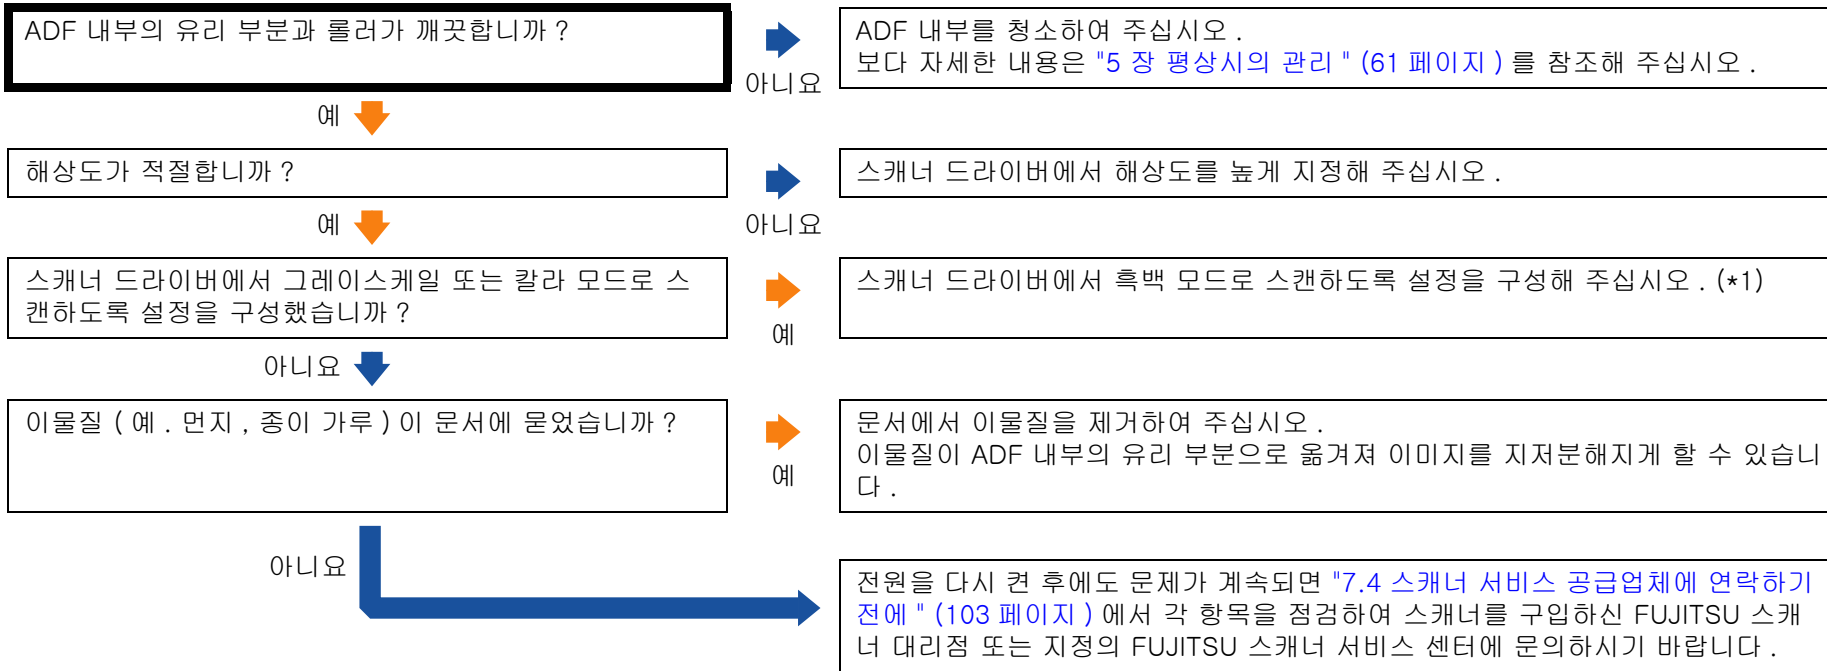 ADF 내부의 유리 부분과 롤러가 깨끗합니까 ?
아니요
ADF 내부를 청소하여 주십시오 .
보다 자세한 내용은 "5 장 평상시의 관리 " (61 페이지 ) 를 참조해 주십시오 .
예
해상도가 적절합니까 ?
아니요
스캐너 드라이버에서 해상도를 높게 지정해 주십시오 .
예
스캐너 드라이버에서 그레이스케일 또는 칼라 모드로 스
캔하도록 설정을 구성했습니까 ?
예
스캐너 드라이버에서 흑백 모드로 스캔하도록 설정을 구성해 주십시오 . (*1)
아니요
이물질 ( 예 . 먼지 , 종이 가루 ) 이 문서에 묻었습니까 ?
예
문서에서 이물질을 제거하여 주십시오 .
이물질이 ADF 내부의 유리 부분으로 옮겨져 이미지를 지저분해지게 할 수 있습니
다 .
아니요
전원을 다시 켠 후에도 문제가 계속되면 "7.4 스캐너 서비스 공급업체에 연락하기
전에 " (103 페이지 ) 에서 각 항목을 점검하여 스캐너를 구입하신 FUJITSU 스캐
너 대리점 또는 지정의 FUJITSU 스캐너 서비스 센터에 문의하시기 바랍니다 .